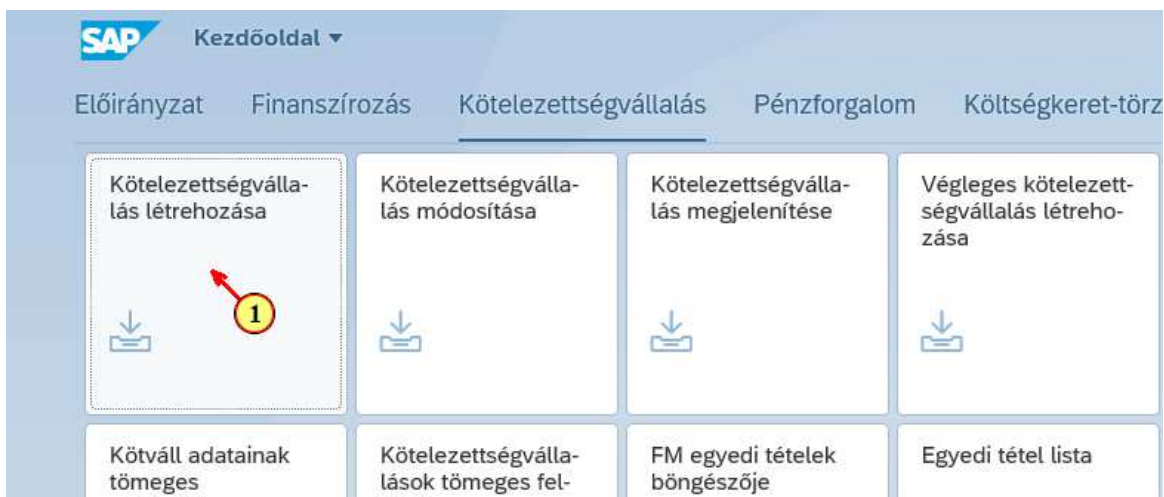 SAP Kezdőoldal
Előirányzat Finanszírozás Kötelezettségvállalás Pénzforgalom Költségkeret-törz
Kötelezettségválla-
lás létrehozása
Kötelezettségválla-
lás módosítása
Kötelezettségválla-
lás megjelenítése
Végleges kötelezett-
ségvállalás létreho-
zása
1
Kötváll adatainak
tömeges
Kötelezettségválla-
lások tömeges fel-
FM egyedi tételek
böngészője
Egyedi tétel lista